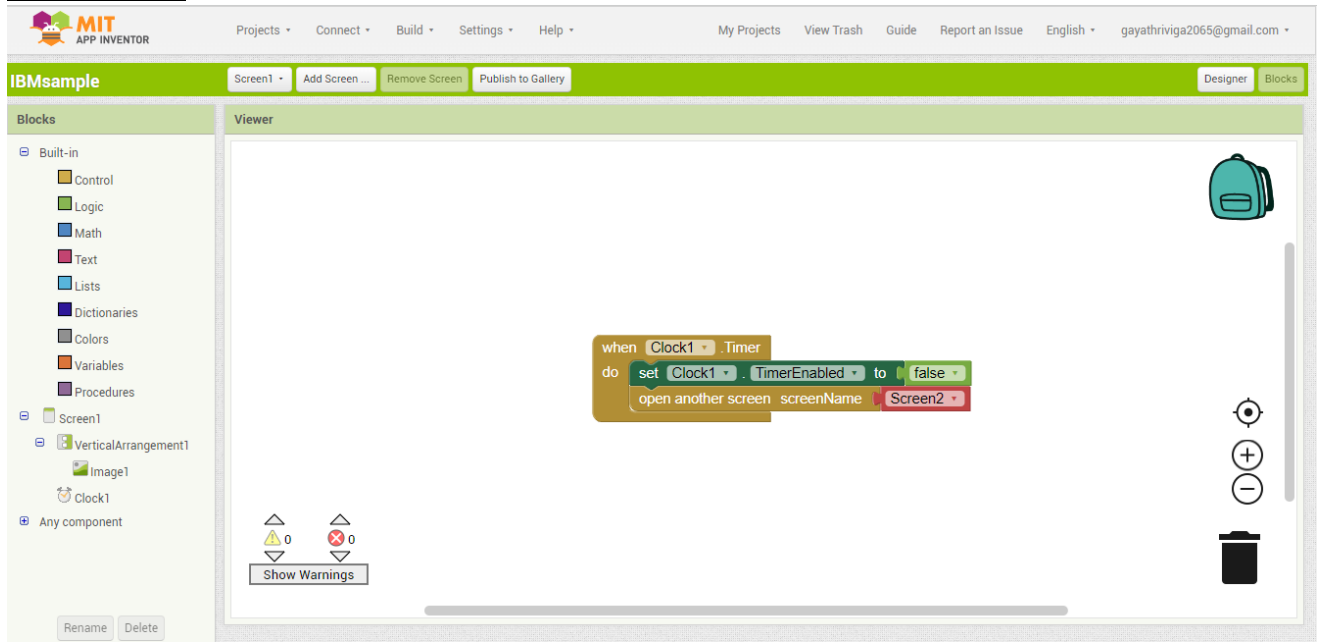 MIT
APP INVENTOR
Projects Connect Build Settings Help My Projects View Trash Guide Report an Issue English gayathriviga2065@gmail.com
IBMsample
Screen1 Add Screen ... Remove Screen Publish to Gallery Designer Blocks
Blocks
Viewer
Built-in
Control
Logic
Math
Text
Lists
Dictionaries
Colors
Variables
Procedures
Screen1
VerticalArrangement1
Image1
Clock1
Any component
Rename Delete
when Clock1 .Timer
do set Clock1 . TimerEnabled to false
open another screen screenName Screen2
0 0
Show Warnings